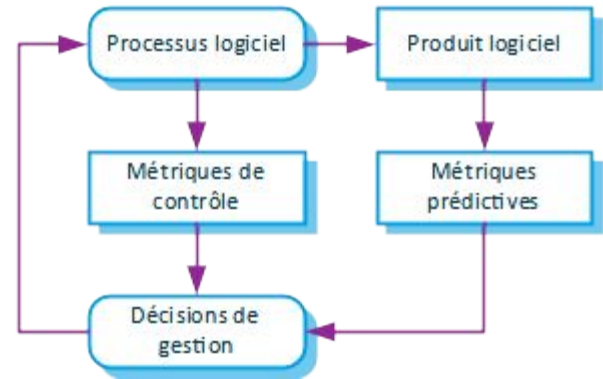 Processus logiciel
Produit logiciel
Métriques de
contrôle
Métriques
prédictives
Décisions de
gestion